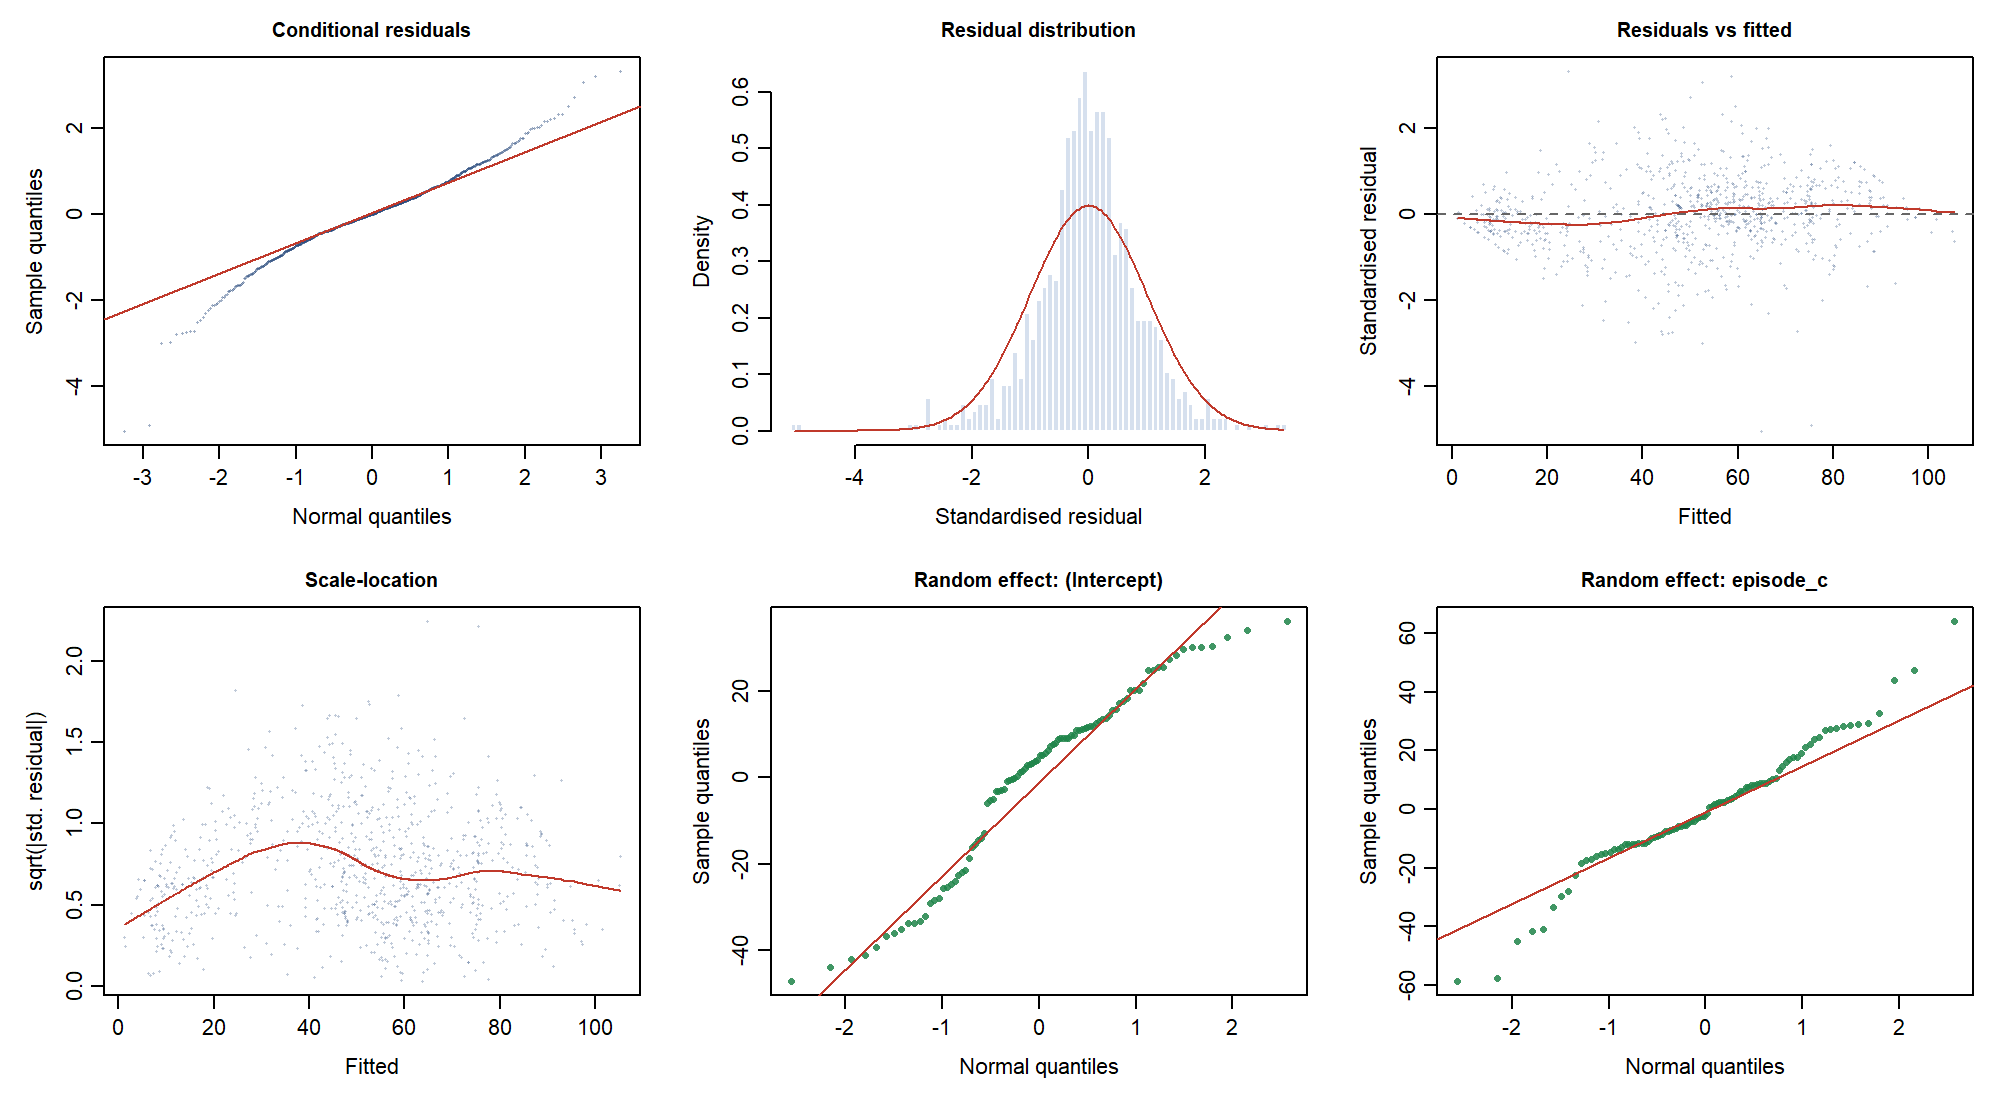 Conditional residuals
Sample quantiles
2
0
-2
-4
-3 -2 -1 0 1 2 3
Normal quantiles
Residual distribution
Density
0.6
0.5
0.4
0.3
0.2
0.1
0.0
-4 -2 0 2
Standardised residual
Residuals vs fitted
Standardised residual
2
0
-2
-4
0 20 40 60 80 100
Fitted
Scale-location
sqrt(|std. residual|)
2.0
1.5
1.0
0.5
0.0
0 20 40 60 80 100
Fitted
Random effect: (Intercept)
Sample quantiles
20
0
-20
-40
-2 -1 0 1 2
Normal quantiles
Random effect: episode_c
Sample quantiles
60
40
20
0
-20
-40
-60
-2 -1 0 1 2
Normal quantiles